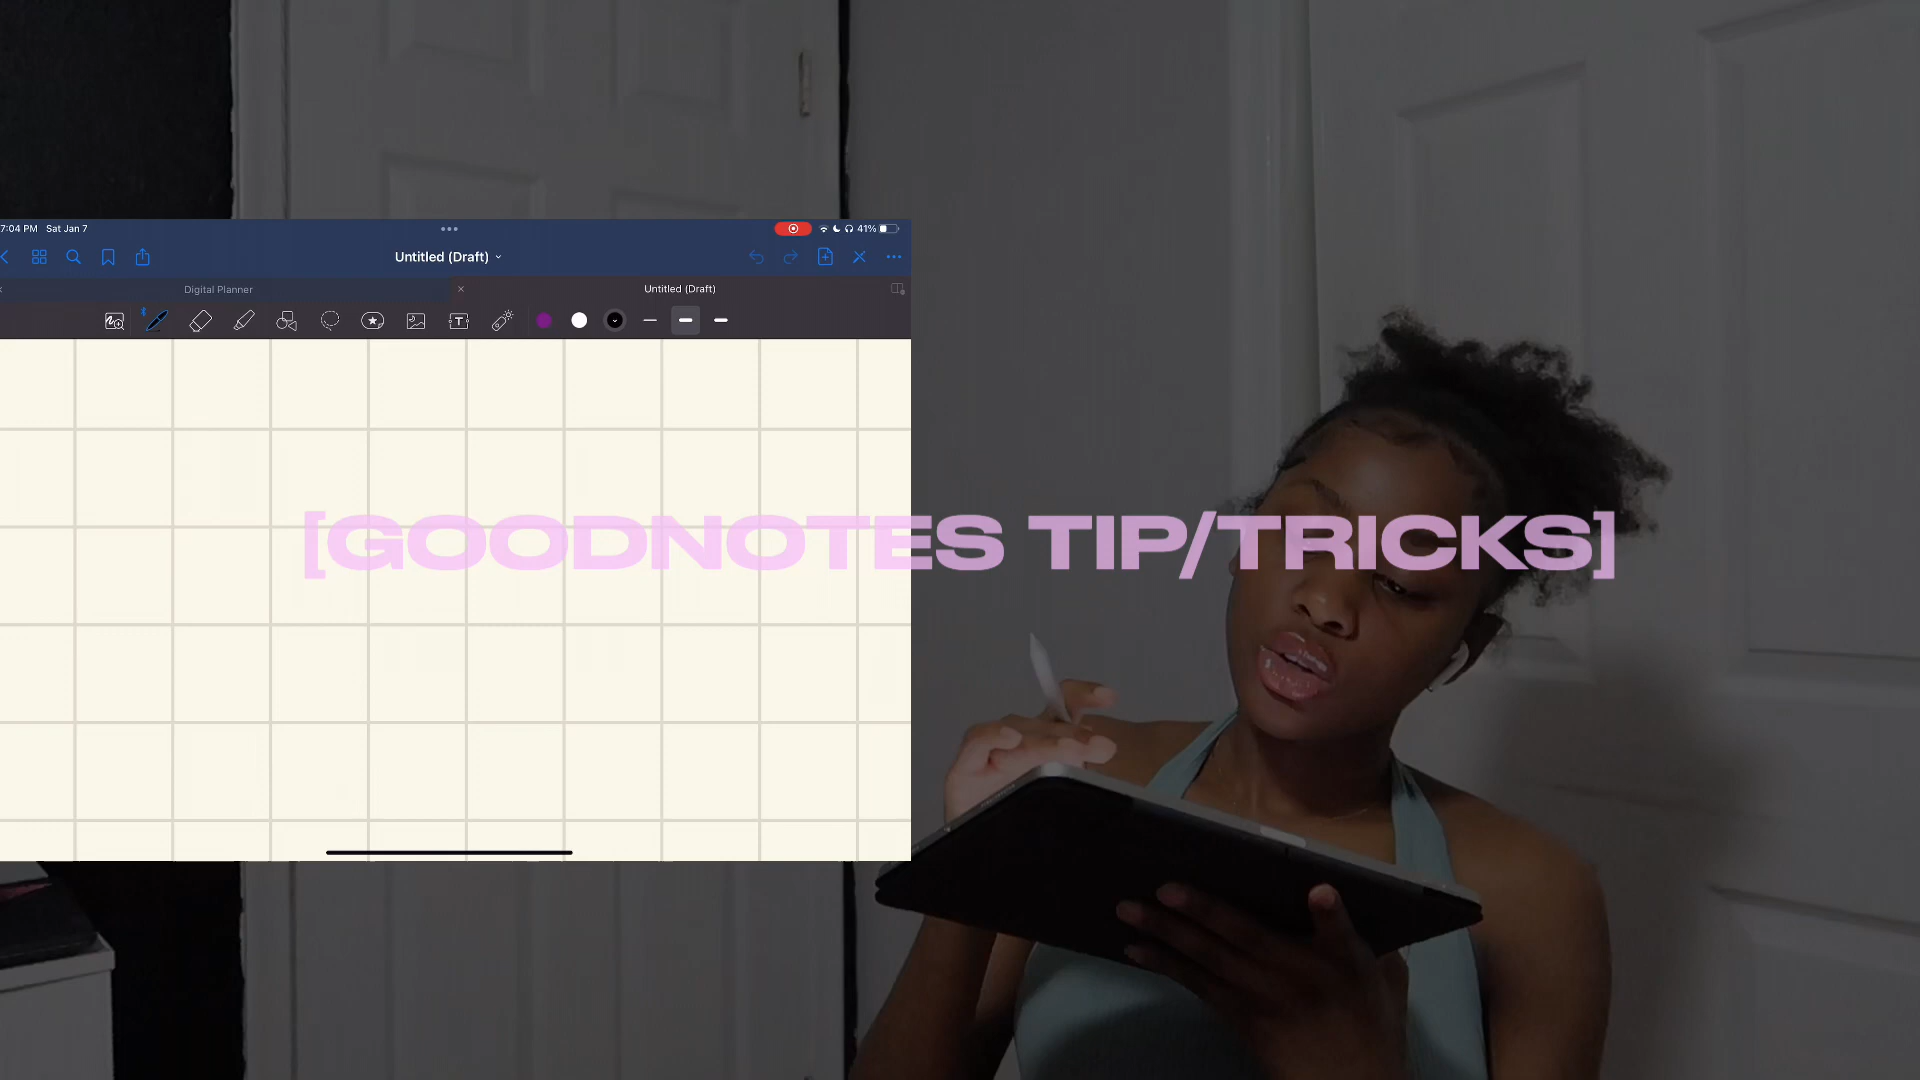 7:04 PM Sat Jan 7
41%
Untitled (Draft)
Digital Planner
Untitled (Draft)
T
[GOODNOTES TIP/TRICKS]